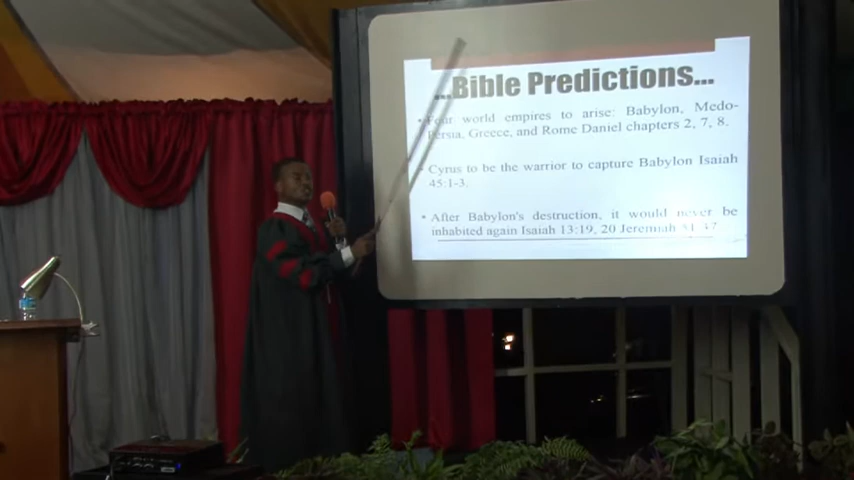 ...Bible Predictions...
• Four world empires to arise: Babylon, Medo-
Persia, Greece, and Rome Daniel chapters 2, 7, 8.
• Cyrus to be the warrior to capture Babylon Isaiah
45:1-3.
• After Babylon's destruction, it would never be
inhabited again Isaiah 13:19, 20 Jeremiah 51:37